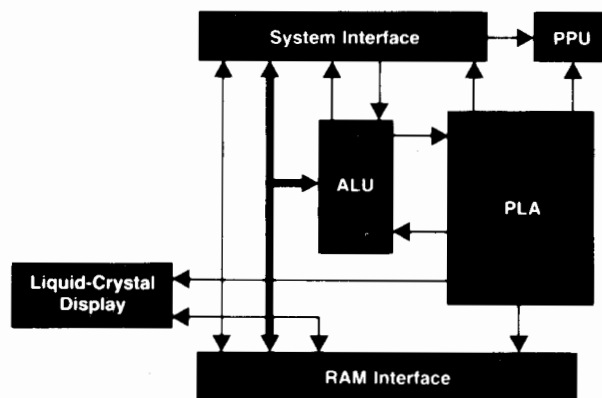 System Interface
PPU
ALU
PLA
Liquid-Crystal
Display
RAM Interface